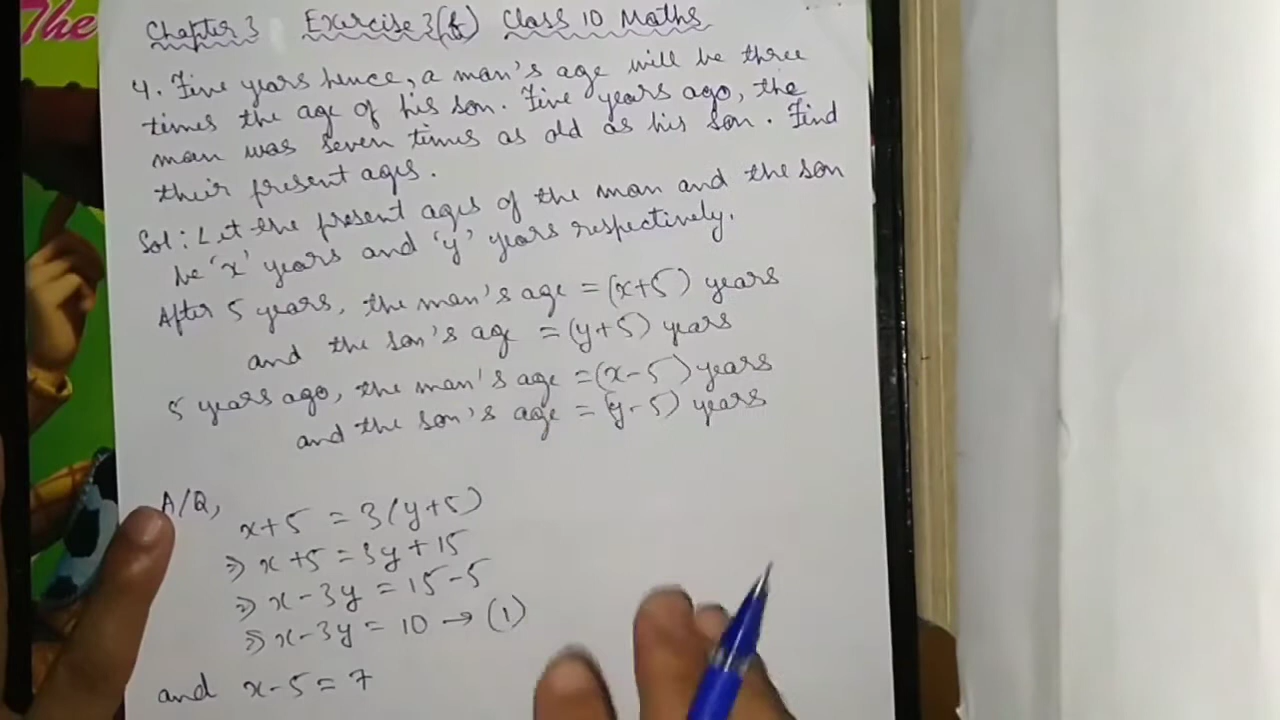 The
Chapter 3 Exercise 3(f) Class 10 Maths
4. Five years hence, a man's age will be three
times the age of his son. Five years ago, the
man was seven times as old as his son. Find
their present ages.
Sol: Let the present ages of the man and the son
be 'x' years and 'y' years respectively.
After 5 years, the man's age = (x+5) years
and the son's age = (y+5) years
5 years ago, the man's age = (x-5) years
and the son's age = (y-5) years
A/Q,
x+5 = 3(y+5)
⇒ x+5 = 3y+15
⇒ x-3y = 15-5
⇒ x-3y = 10 → (1)
and x-5 = 7